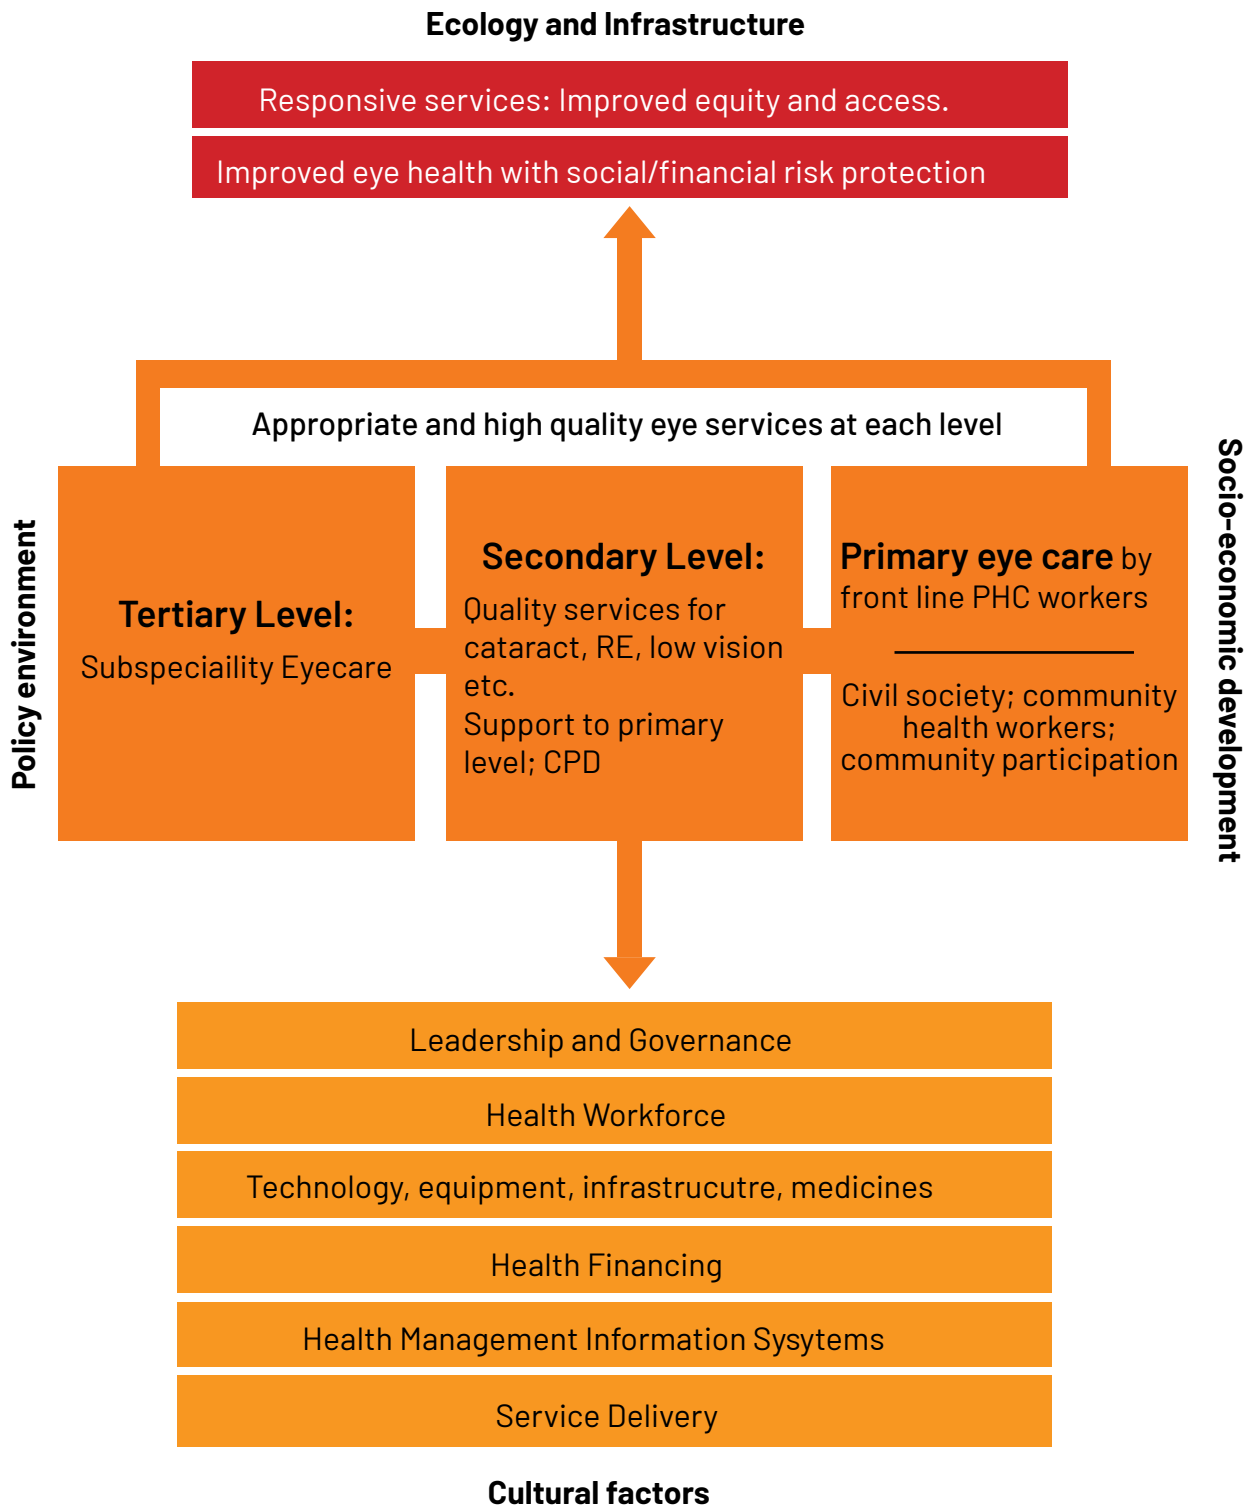 Ecology and Infrastructure
Responsive services: Improved equity and access.
Improved eye health with social/financial risk protection
Appropriate and high quality eye services at each level
Policy environment
Tertiary Level:
Subspeciaility Eyecare
Secondary Level:
Quality services for
cataract, RE, low vision
etc.
Support to primary
level; CPD
Primary eye care by
front line PHC workers
Civil society; community
health workers;
community participation
Socio-economic development
Leadership and Governance
Health Workforce
Technology, equipment, infrastrucutre, medicines
Health Financing
Health Management Information Sysytems
Service Delivery
Cultural factors